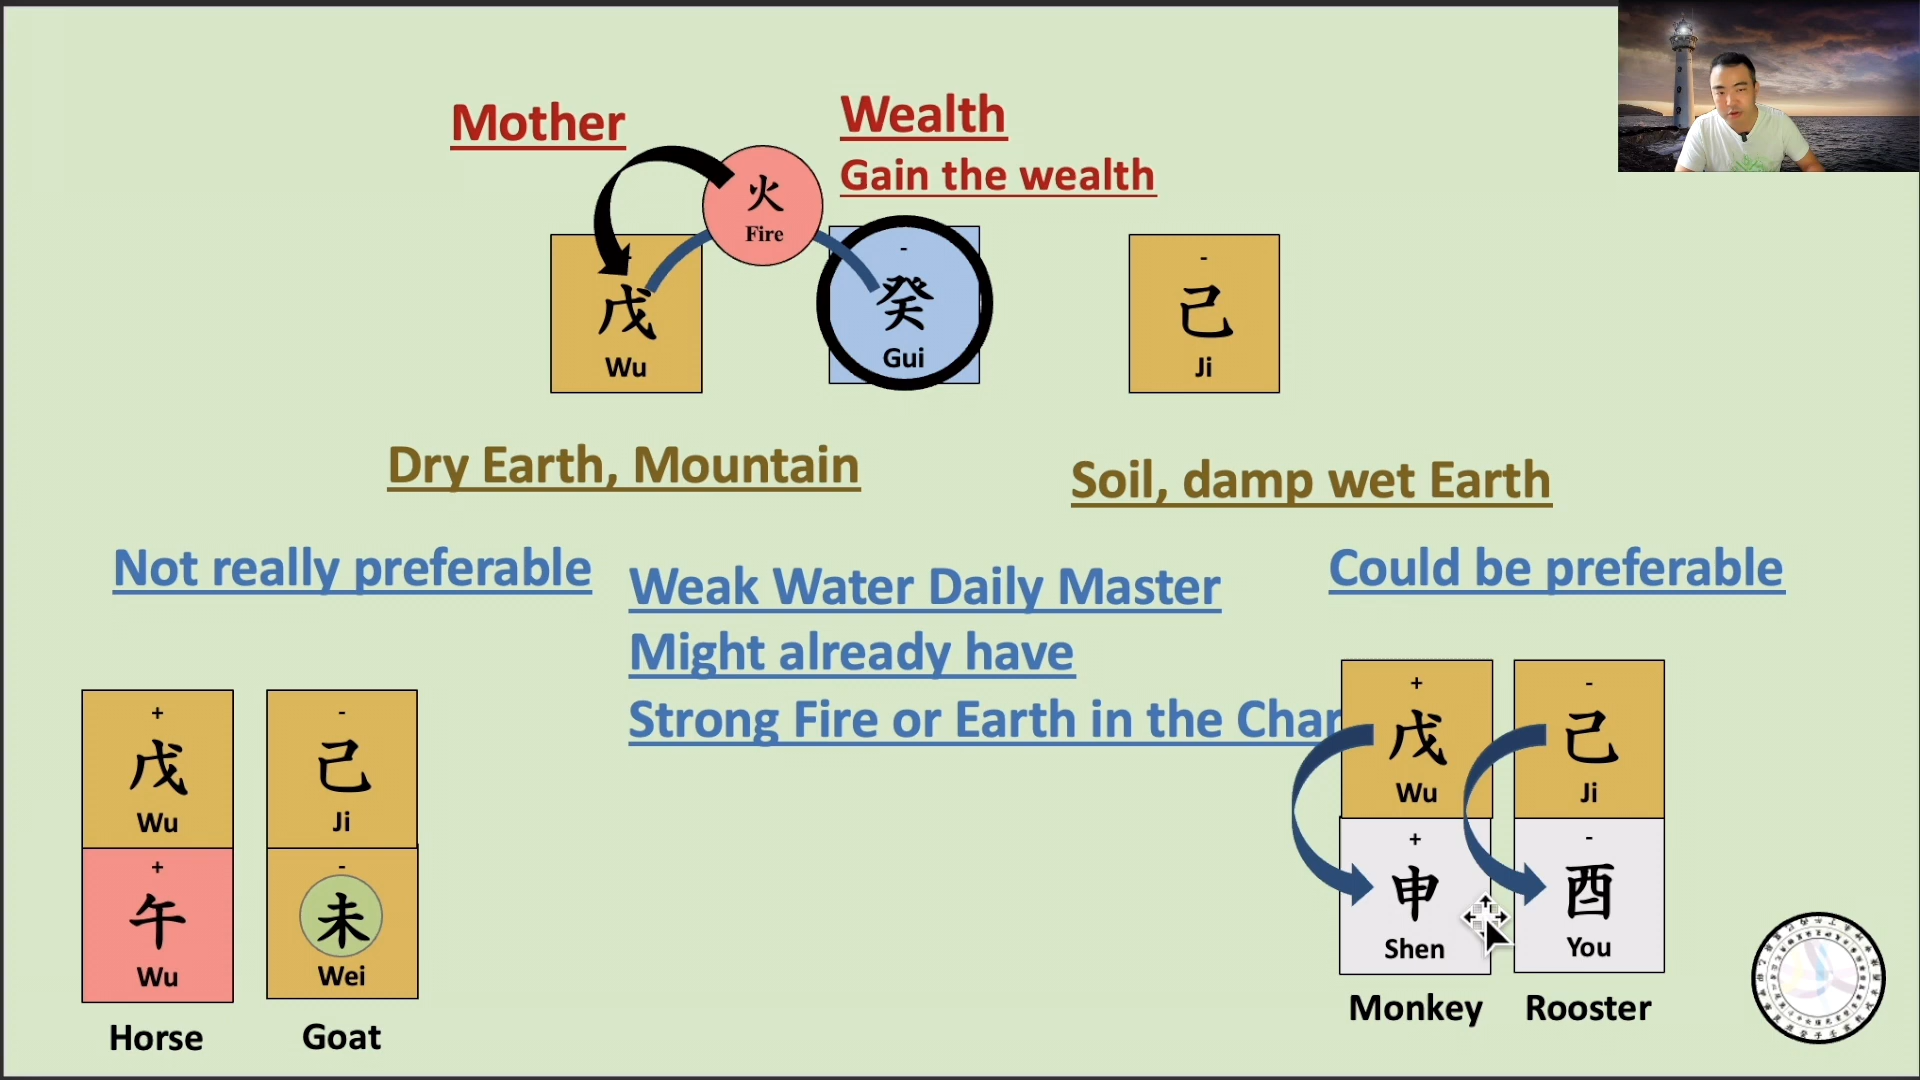 Mother
Wealth
Gain the wealth
火
Fire
戊
Wu
-
癸
Gui
-
己
Ji
Dry Earth, Mountain
Soil, damp wet Earth
Not really preferable
Weak Water Daily Master
Might already have
Strong Fire or Earth in the Char
Could be preferable
+
戊
Wu
-
己
Ji
+
午
Wu
-
未
Wei
Horse
Goat
+
戊
Wu
-
己
Ji
+
申
Shen
-
酉
You
Monkey
Rooster